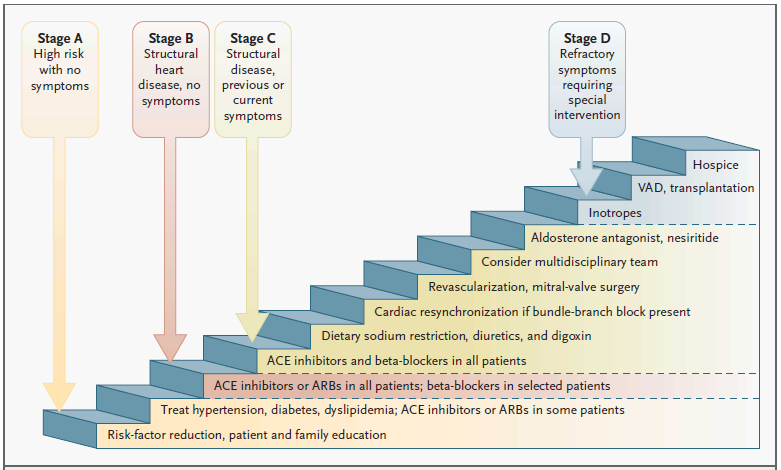 Stage A
High risk
with no
symptoms
Stage B
Structural
heart
disease, no
symptoms
Stage C
Structural
disease,
previous or
current
symptoms
Stage D
Refractory
symptoms
requiring
special
intervention
Hospice
VAD, transplantation
Inotropes
Aldosterone antagonist, nesiritide
Consider multidisciplinary team
Revascularization, mitral-valve surgery
Cardiac resynchronization if bundle-branch block present
Dietary sodium restriction, diuretics, and digoxin
ACE inhibitors and beta-blockers in all patients
ACE inhibitors or ARBs in all patients; beta-blockers in selected patients
Treat hypertension, diabetes, dyslipidemia; ACE inhibitors or ARBs in some patients
Risk-factor reduction, patient and family education